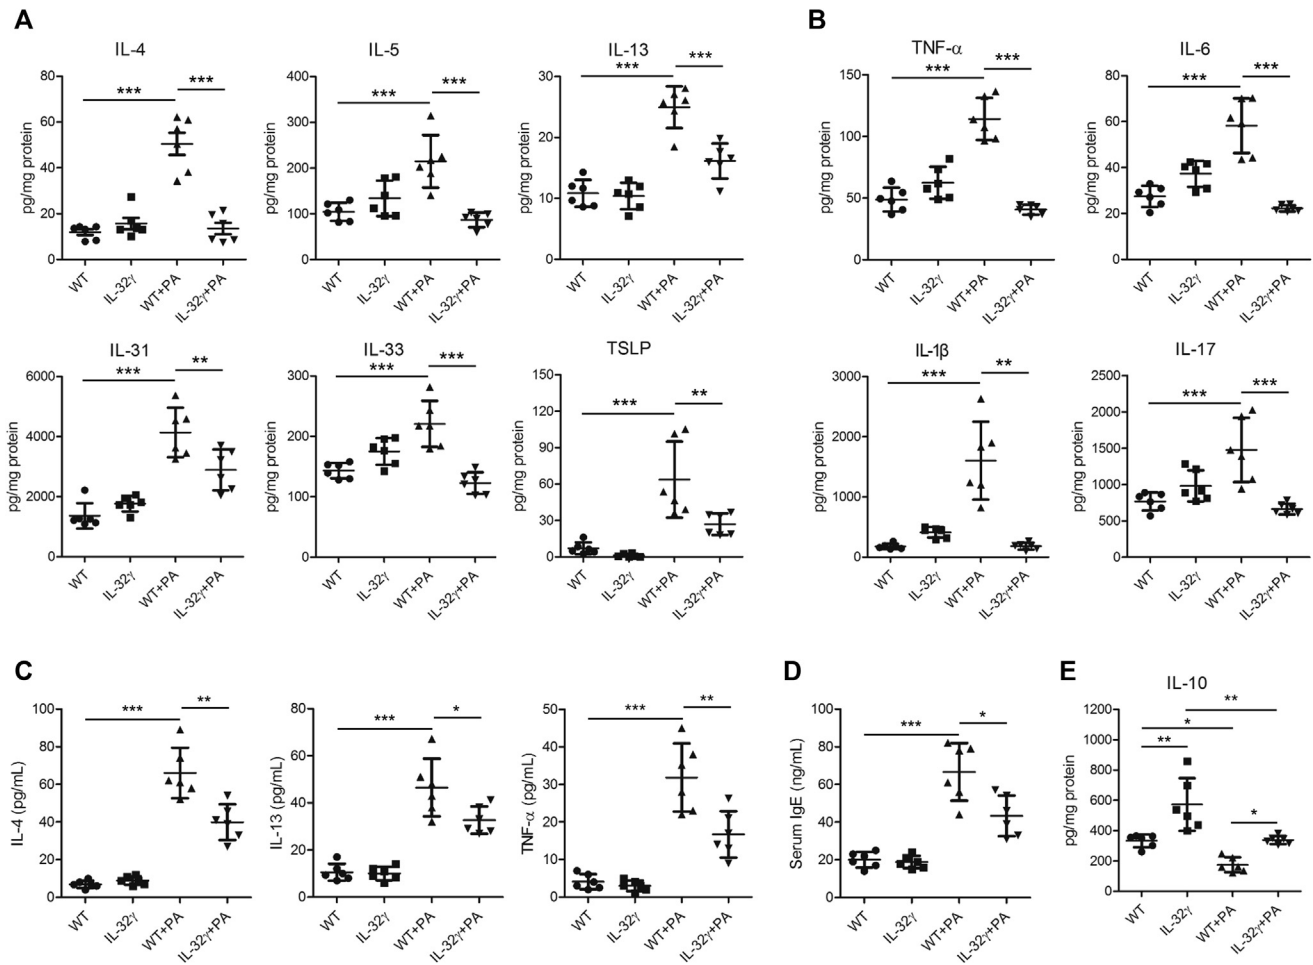 A
B
IL-4
IL-5
IL-13
TNF-α
IL-6
*** ***
*** ***
*** ***
*** ***
*** ***
pg/mg protein
80
60
40
20
0
pg/mg protein
400
300
200
100
0
pg/mg protein
30
20
10
0
pg/mg protein
150
100
50
0
pg/mg protein
80
60
40
20
0
WT IL-32γ WT+PA IL-32γ+PA
WT IL-32γ WT+PA IL-32γ+PA
WT IL-32γ WT+PA IL-32γ+PA
WT IL-32γ WT+PA IL-32γ+PA
WT IL-32γ WT+PA IL-32γ+PA
IL-31
IL-33
TSLP
IL-1β
IL-17
*** **
*** ***
*** **
*** **
*** ***
pg/mg protein
6000
4000
2000
0
pg/mg protein
300
200
100
0
pg/mg protein
150
120
90
60
30
0
pg/mg protein
3000
2000
1000
0
pg/mg protein
2500
2000
1500
1000
500
0
WT IL-32γ WT+PA IL-32γ+PA
WT IL-32γ WT+PA IL-32γ+PA
WT IL-32γ WT+PA IL-32γ+PA
WT IL-32γ WT+PA IL-32γ+PA
WT IL-32γ WT+PA IL-32γ+PA
C
D
E
IL-10
*** **
*** *
*** **
*** *
**
*
**
*
IL-4 (pg/mL)
100
80
60
40
20
0
IL-13 (pg/mL)
80
60
40
20
0
TNF-α (pg/mL)
50
40
30
20
10
0
Serum IgE (ng/mL)
100
80
60
40
20
0
pg/mg protein
1200
1000
800
600
400
200
0
WT IL-32γ WT+PA IL-32γ+PA
WT IL-32γ WT+PA IL-32γ+PA
WT IL-32γ WT+PA IL-32γ+PA
WT IL-32γ WT+PA IL-32γ+PA
WT IL-32γ WT+PA IL-32γ+PA